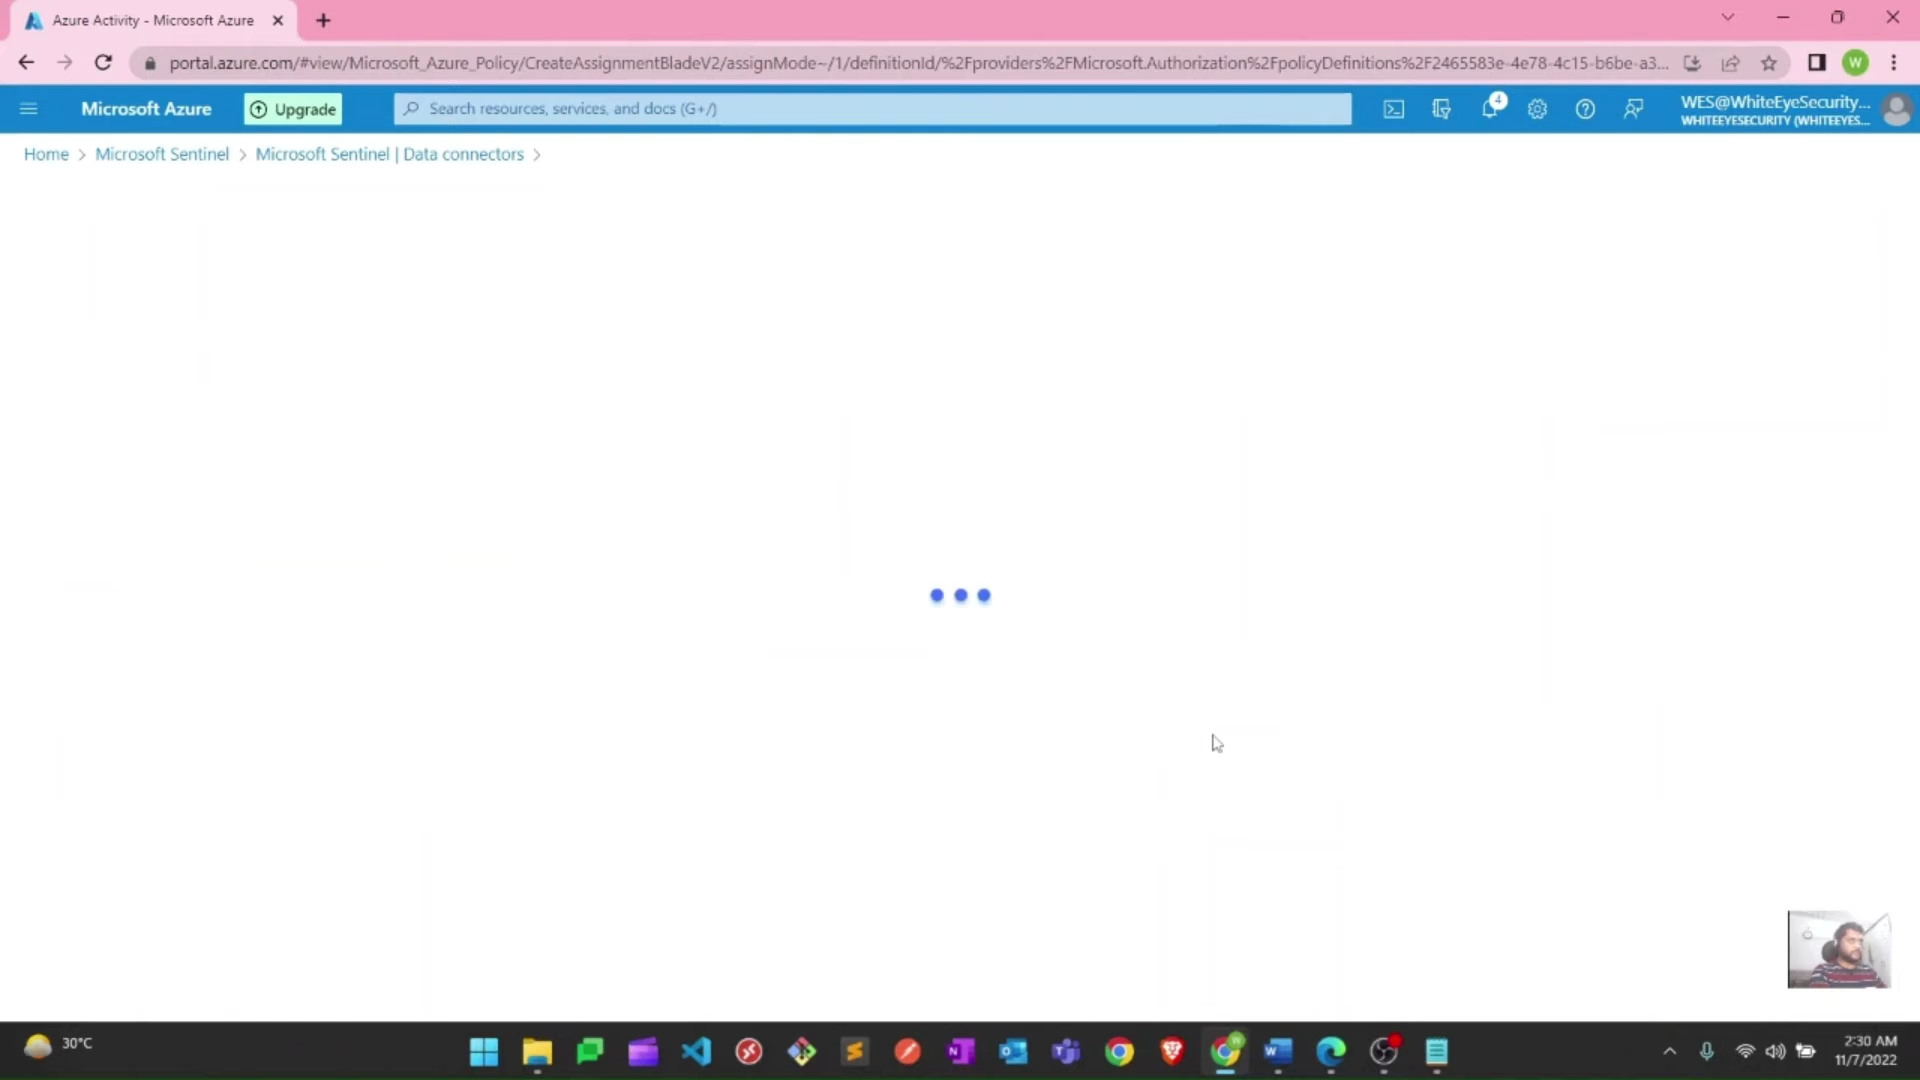 Azure Activity - Microsoft Azure
portal.azure.com/#view/Microsoft_Azure_Policy/CreateAssignmentBladeV2/assignMode~/1/definitionId/%2Fproviders%2FMicrosoft.Authorization%2FpolicyDefinitions%2F2465583e-4e78-4c15-b6be-a3...
W
Microsoft Azure
Upgrade
Search resources, services, and docs (G+/)
4
WES@WhiteEyeSecurity...
WHITEEYESECURITY (WHITEEYES...
Home > Microsoft Sentinel > Microsoft Sentinel | Data connectors >
30°C
2:30 AM
11/7/2022